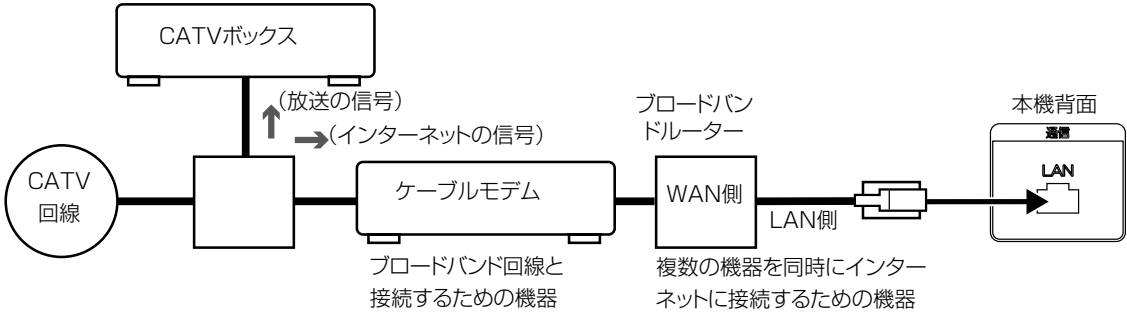 CATVボックス
(放送の信号)
(インターネットの信号)
ブロードバン
ドルーター
本機背面
通信
LAN
CATV
回線
ケーブルモデム
WAN側
LAN側
ブロードバンド回線と
接続するための機器
複数の機器を同時にインター
ネットに接続するための機器